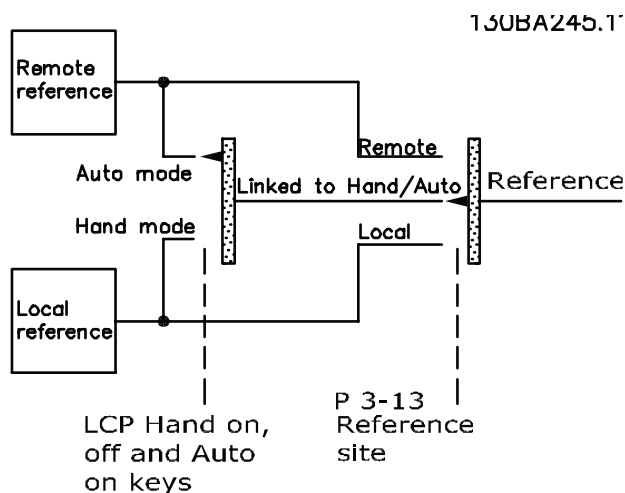 130BA245.11
Remote
reference
Remote
Auto mode
Linked to Hand/Auto
Reference
Hand mode
Local
Local
reference
P 3-13
Reference
site
LCP Hand on,
off and Auto
on keys